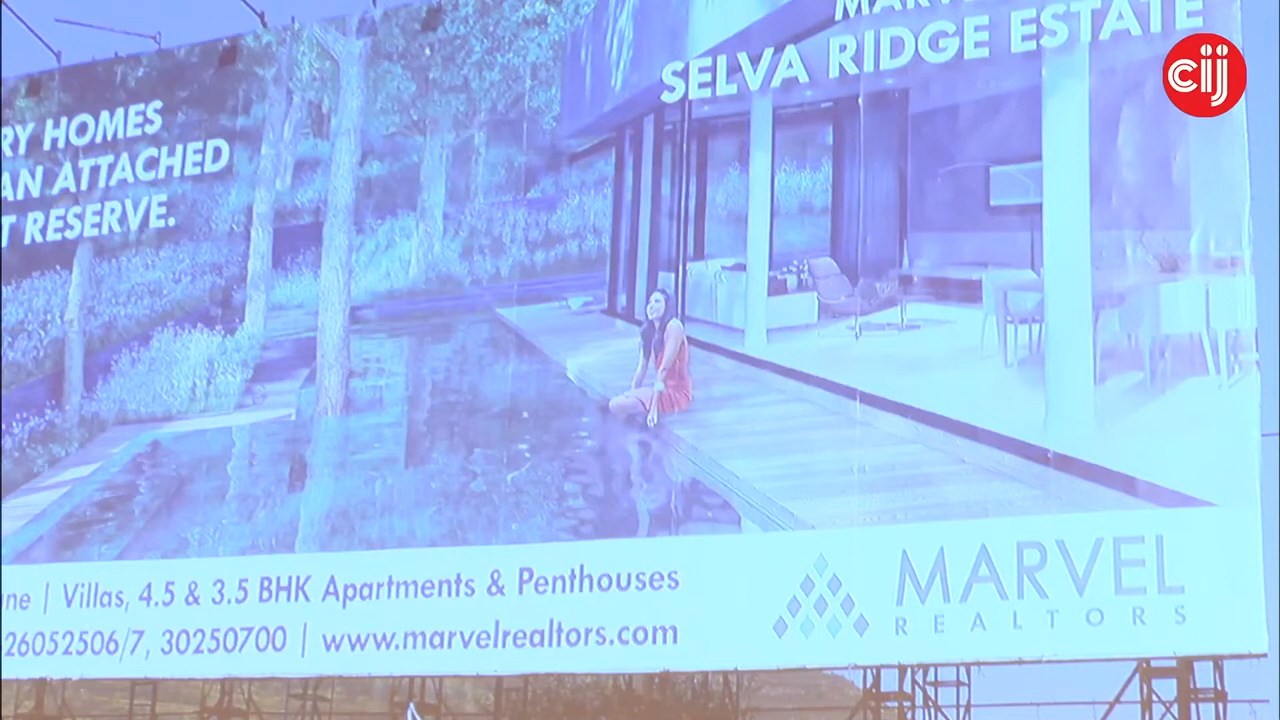 RY HOMES
AN ATTACHED
T RESERVE.
SELVA RIDGE ESTATE
cij
ne | Villas, 4.5 & 3.5 BHK Apartments & Penthouses
26052506/7, 30250700 | www.marvelrealtors.com
MARVEL
REALTORS